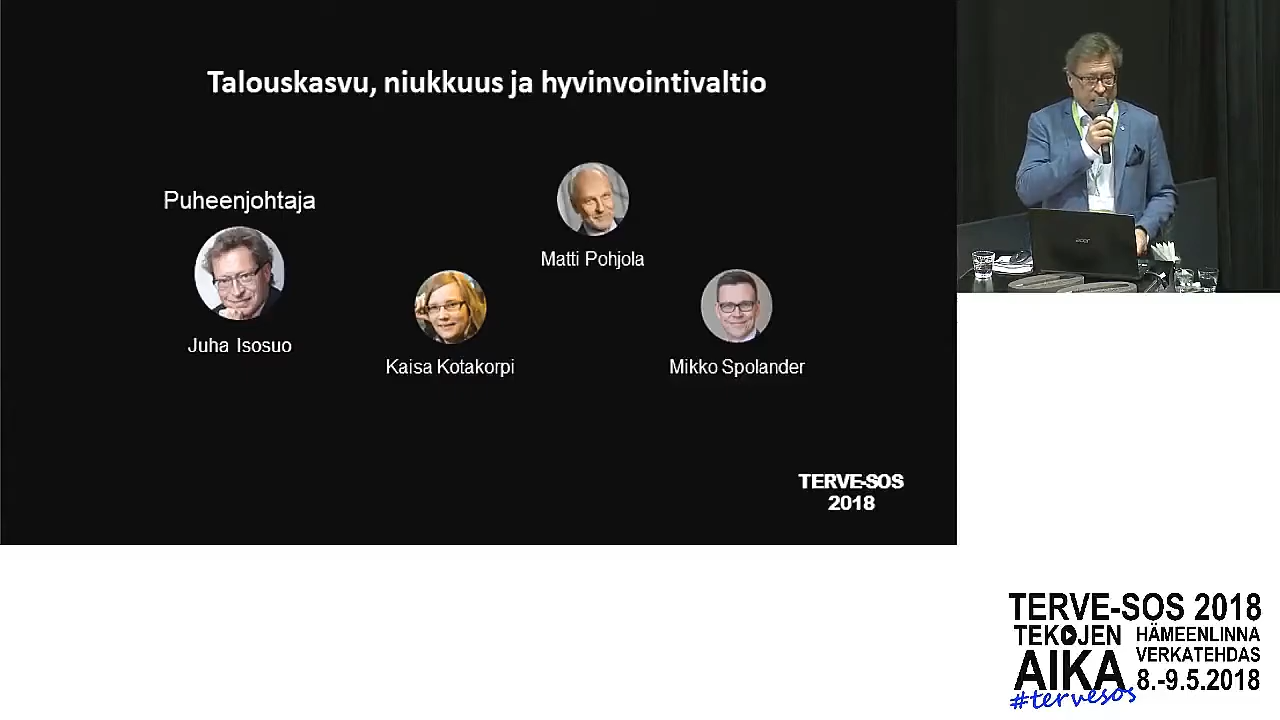 Talouskasvu, niukkuus ja hyvinvointivaltio
Puheenjohtaja
Matti Pohjola
Juha Isosuo
Kaisa Kotakorpi
Mikko Spolander
TERVE-SOS
2018
acer
TERVE-SOS 2018
TEKOJEN
AIKA
HÄMEENLINNA
VERKATEHDAS
8.-9.5.2018
#tervesos